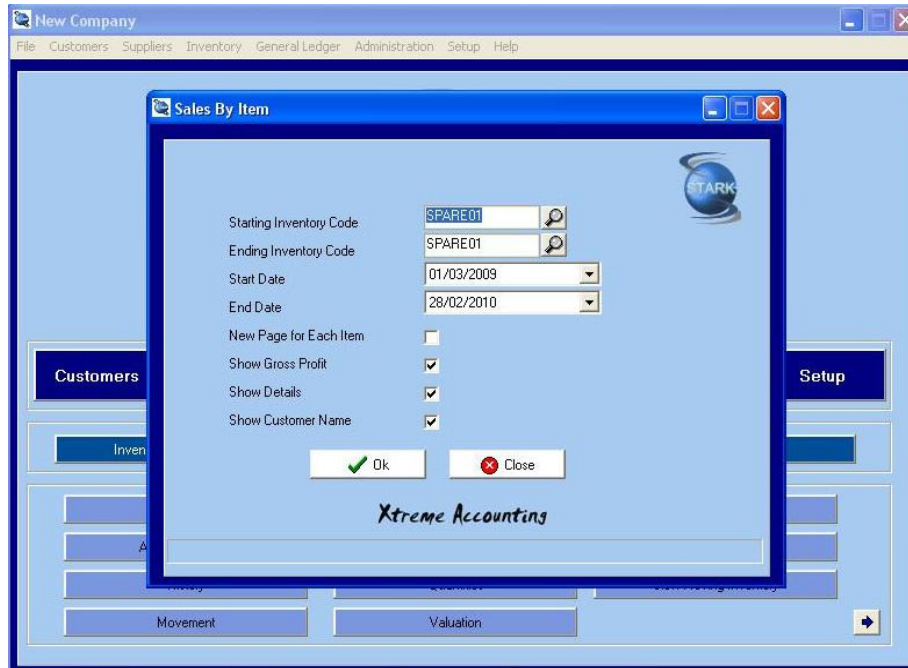 New Company
File Customers Suppliers Inventory General Ledger Administration Setup Help
Sales By Item
STARK
Starting Inventory Code SPARE01
Ending Inventory Code SPARE01
Start Date 01/03/2009
End Date 28/02/2010
New Page for Each Item
Show Gross Profit
Show Details
Show Customer Name
Customers Setup
Inven
Ok Close
Xtreme Accounting
A
Movement Valuation